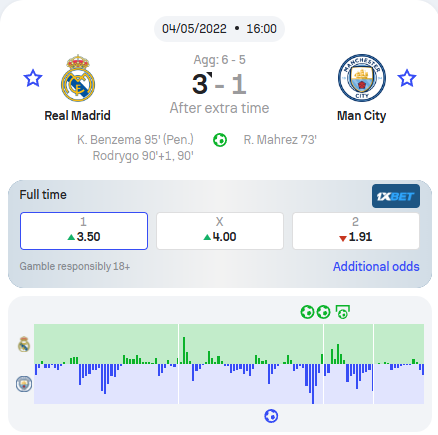 04/05/2022 • 16:00
Agg: 6 - 5
3 - 1
After extra time
Real Madrid
Man City
K. Benzema 95' (Pen.)
R. Mahrez 73'
Rodrygo 90'+1, 90'
Full time
1XBET
1
3.50
X
4.00
2
1.91
Gamble responsibly 18+
Additional odds
MANCHESTER
CITY